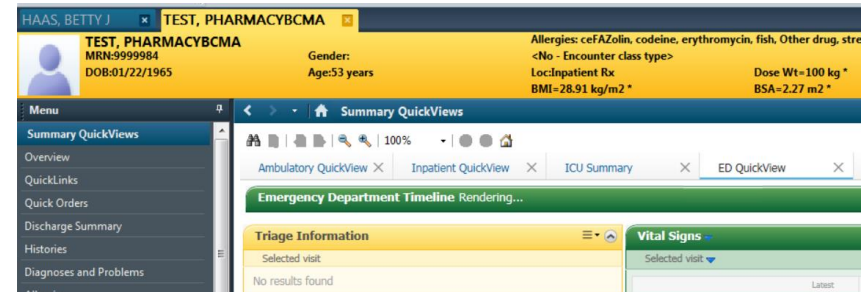 HAAS, BETTY J TEST, PHARMACYBCMA
TEST, PHARMACYBCMA
MRN:9999984
DOB:01/22/1965
Gender:
Age:53 years
Allergies: ceFAZolin, codeine, erythromycin, fish, Other drug, stre
<No - Encounter class type>
Loc:Inpatient Rx
BMI=28.91 kg/m2 *
Dose Wt=100 kg *
BSA=2.27 m2 *
Menu
Summary QuickViews
Overview
QuickLinks
Quick Orders
Discharge Summary
Histories
Diagnoses and Problems
Summary QuickViews
100%
Ambulatory QuickView Inpatient QuickView ICU Summary ED QuickView
Emergency Department Timeline Rendering...
Triage Information
Selected visit
No results found
Vital Signs
Selected visit
Latest